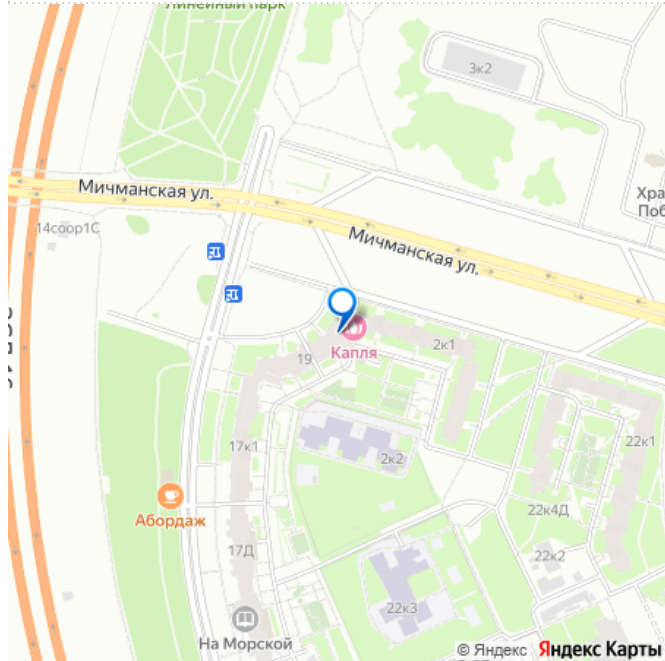 Линейный парк
3к2
Мичманская ул.
Хра
Поб
14соор1С
Мичманская ул.
Капля
2к1
19
17к1
2к2
22к1
Абордаж
22к4Д
17Д
22к2
22к3
На Морской
© Яндекс Яндекс Карты